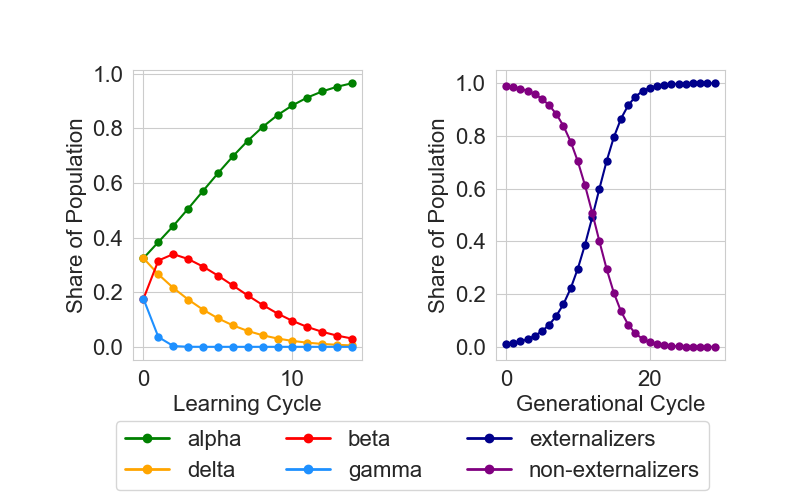 1.0
0.8
0.6
0.4
0.2
0.0
Share of Population
0 10
Learning Cycle
1.0
0.8
0.6
0.4
0.2
0.0
Share of Population
0 20
Generational Cycle
alpha beta externalizers
delta gamma non-externalizers